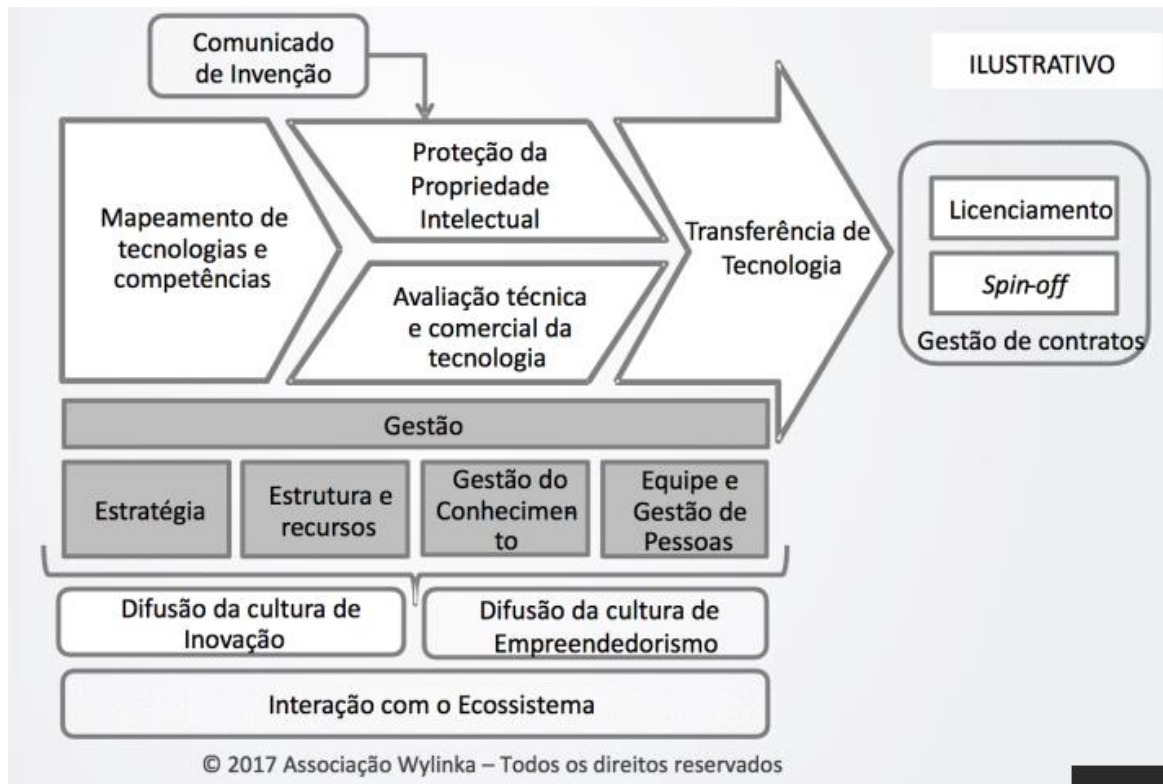 Comunicado
de Invenção
ILUSTRATIVO
Mapeamento de
tecnologias e
competências
Proteção da
Propriedade
Intelectual
Avaliação técnica
e comercial da
tecnologia
Transferência de
Tecnologia
Licenciamento
Spin-off
Gestão de contratos
Gestão
Estratégia
Estrutura e
recursos
Gestão do
Conhecimen-
to
Equipe e
Gestão de
Pessoas
Difusão da cultura de
Inovação
Difusão da cultura de
Empreendedorismo
Interação com o Ecossistema
© 2017 Associação Wylinka – Todos os direitos reservados